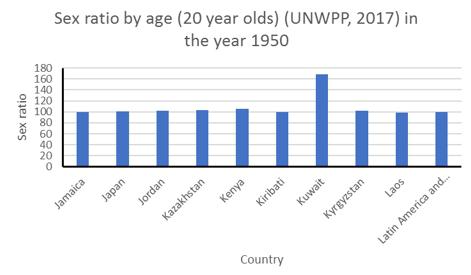 Sex ratio by age (20 year olds) (UNWPP, 2017) in
the year 1950
Sex ratio
180
160
140
120
100
80
60
40
20
0
Jamaica
Japan
Jordan
Kazakhstan
Kenya
Kiribati
Kuwait
Kyrgyzstan
Laos
Latin America and...
Country